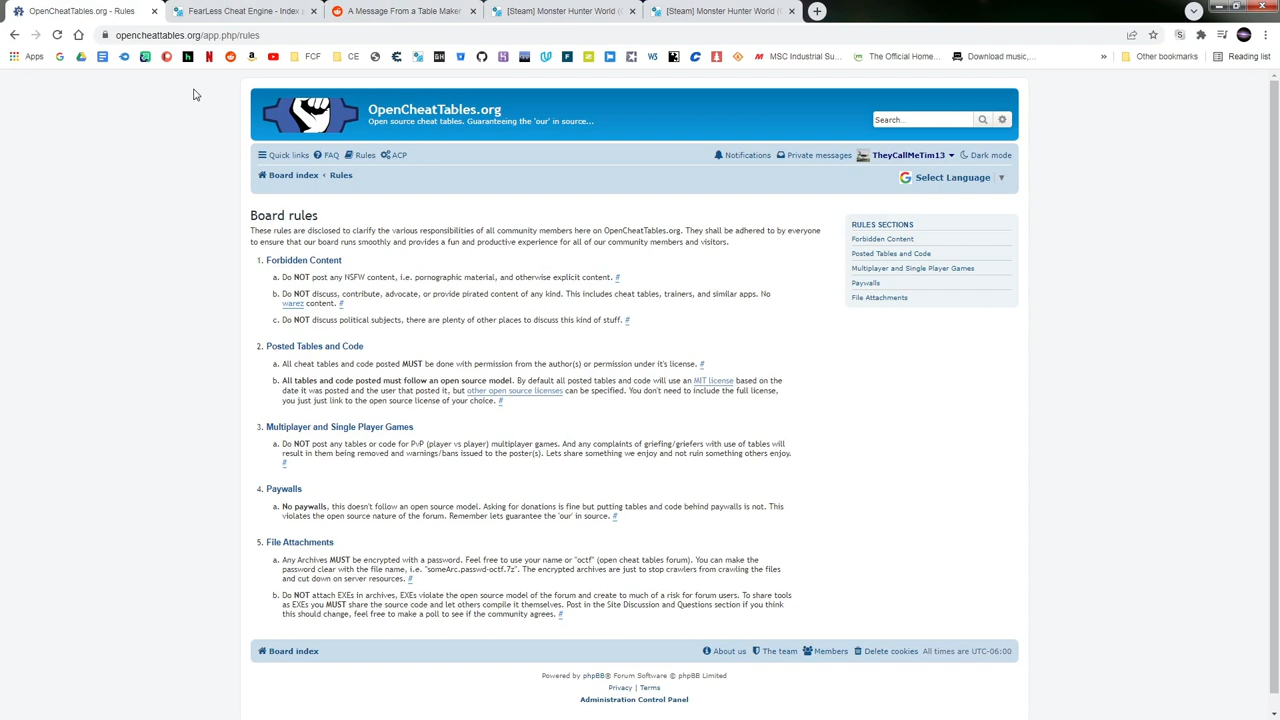 OpenCheatTables.org - Rules
FearLess Cheat Engine - Index
A Message From a Table Maker
[Steam] Monster Hunter World (
[Steam] Monster Hunter World (
opencheattables.org/app.php/rules
Apps
FCF
CE
MSC Industrial Su...
The Official Home...
Download music,...
Other bookmarks
Reading list
OpenCheatTables.org
Open source cheat tables. Guaranteeing the 'our' in source...
Search...
Quick links FAQ Rules ACP
Notifications Private messages TheyCallMeTim13 Dark mode
Board index ‹ Rules
Select Language ▼
Board rules
These rules are disclosed to clarify the various responsibilities of all community members here on OpenCheatTables.org. They shall be adhered to by everyone
to ensure that our board runs smoothly and provides a fun and productive experience for all of our community members and visitors.
1. Forbidden Content
a. Do NOT post any NSFW content, i.e. pornographic material, and otherwise explicit content. #
b. Do NOT discuss, contribute, advocate, or provide pirated content of any kind. This includes cheat tables, trainers, and similar apps. No
warez content. #
c. Do NOT discuss political subjects, there are plenty of other places to discuss this kind of stuff. #
2. Posted Tables and Code
a. All cheat tables and code posted MUST be done with permission from the author(s) or permission under it's license. #
b. All tables and code posted must follow an open source model. By default all posted tables and code will use an MIT license based on the
date it was posted and the user that posted it, but other open source licenses can be specified. You don't need to include the full license,
you just just link to the open source license of your choice. #
3. Multiplayer and Single Player Games
a. Do NOT post any tables or code for PvP (player vs player) multiplayer games. And any complaints of griefing/griefers with use of tables will
result in them being removed and warnings/bans issued to the poster(s). Lets share something we enjoy and not ruin something others enjoy.
#
4. Paywalls
a. No paywalls, this doesn't follow an open source model. Asking for donations is fine but putting tables and code behind paywalls is not. This
violates the open source nature of the forum. Remember lets guarantee the 'our' in source. #
5. File Attachments
a. Any Archives MUST be encrypted with a password. Feel free to use your name or "octf" (open cheat tables forum). You can make the
password clear with the file name, i.e. "someArc.passwd-octf.7z". The encrypted archives are just to stop crawlers from crawling the files
and cut down on server resources. #
b. Do NOT attach EXEs in archives, EXEs violate the open source model of the forum and create to much of a risk for forum users. To share tools
as EXEs you MUST share the source code and let others compile it themselves. Post in the Site Discussion and Questions section if you think
this should change, feel free to make a poll to see if the community agrees. #
RULES SECTIONS
Forbidden Content
Posted Tables and Code
Multiplayer and Single Player Games
Paywalls
File Attachments
Board index
About us The team Members Delete cookies All times are UTC-06:00
Powered by phpBB® Forum Software © phpBB Limited
Privacy | Terms
Administration Control Panel